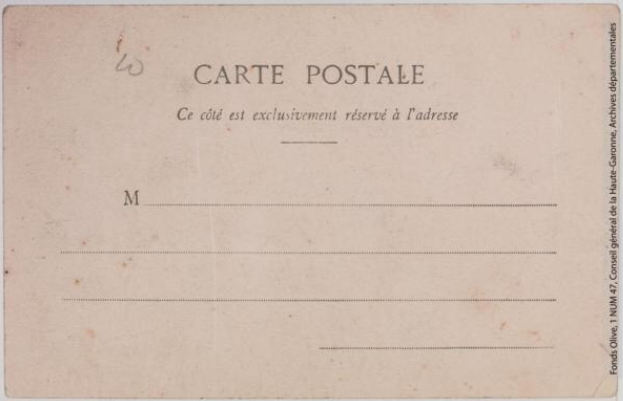 CARTE POSTALE
Ce côté est exclusivement réservé à l'adresse
M
Fonds Olive, 1 NUM 47, Conseil général de la Haute-Garonne, Archives départementales